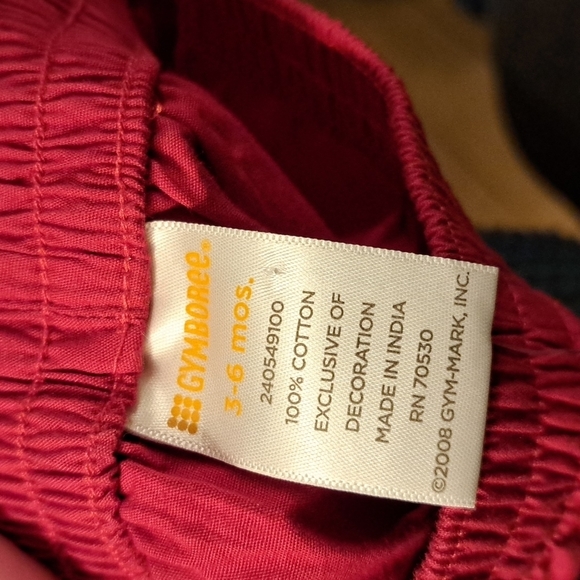 GYMBOREE®
3-6 mos.
240549100
100% COTTON
EXCLUSIVE OF
DECORATION
MADE IN INDIA
RN 70530
©2008 GYM-MARK, INC.